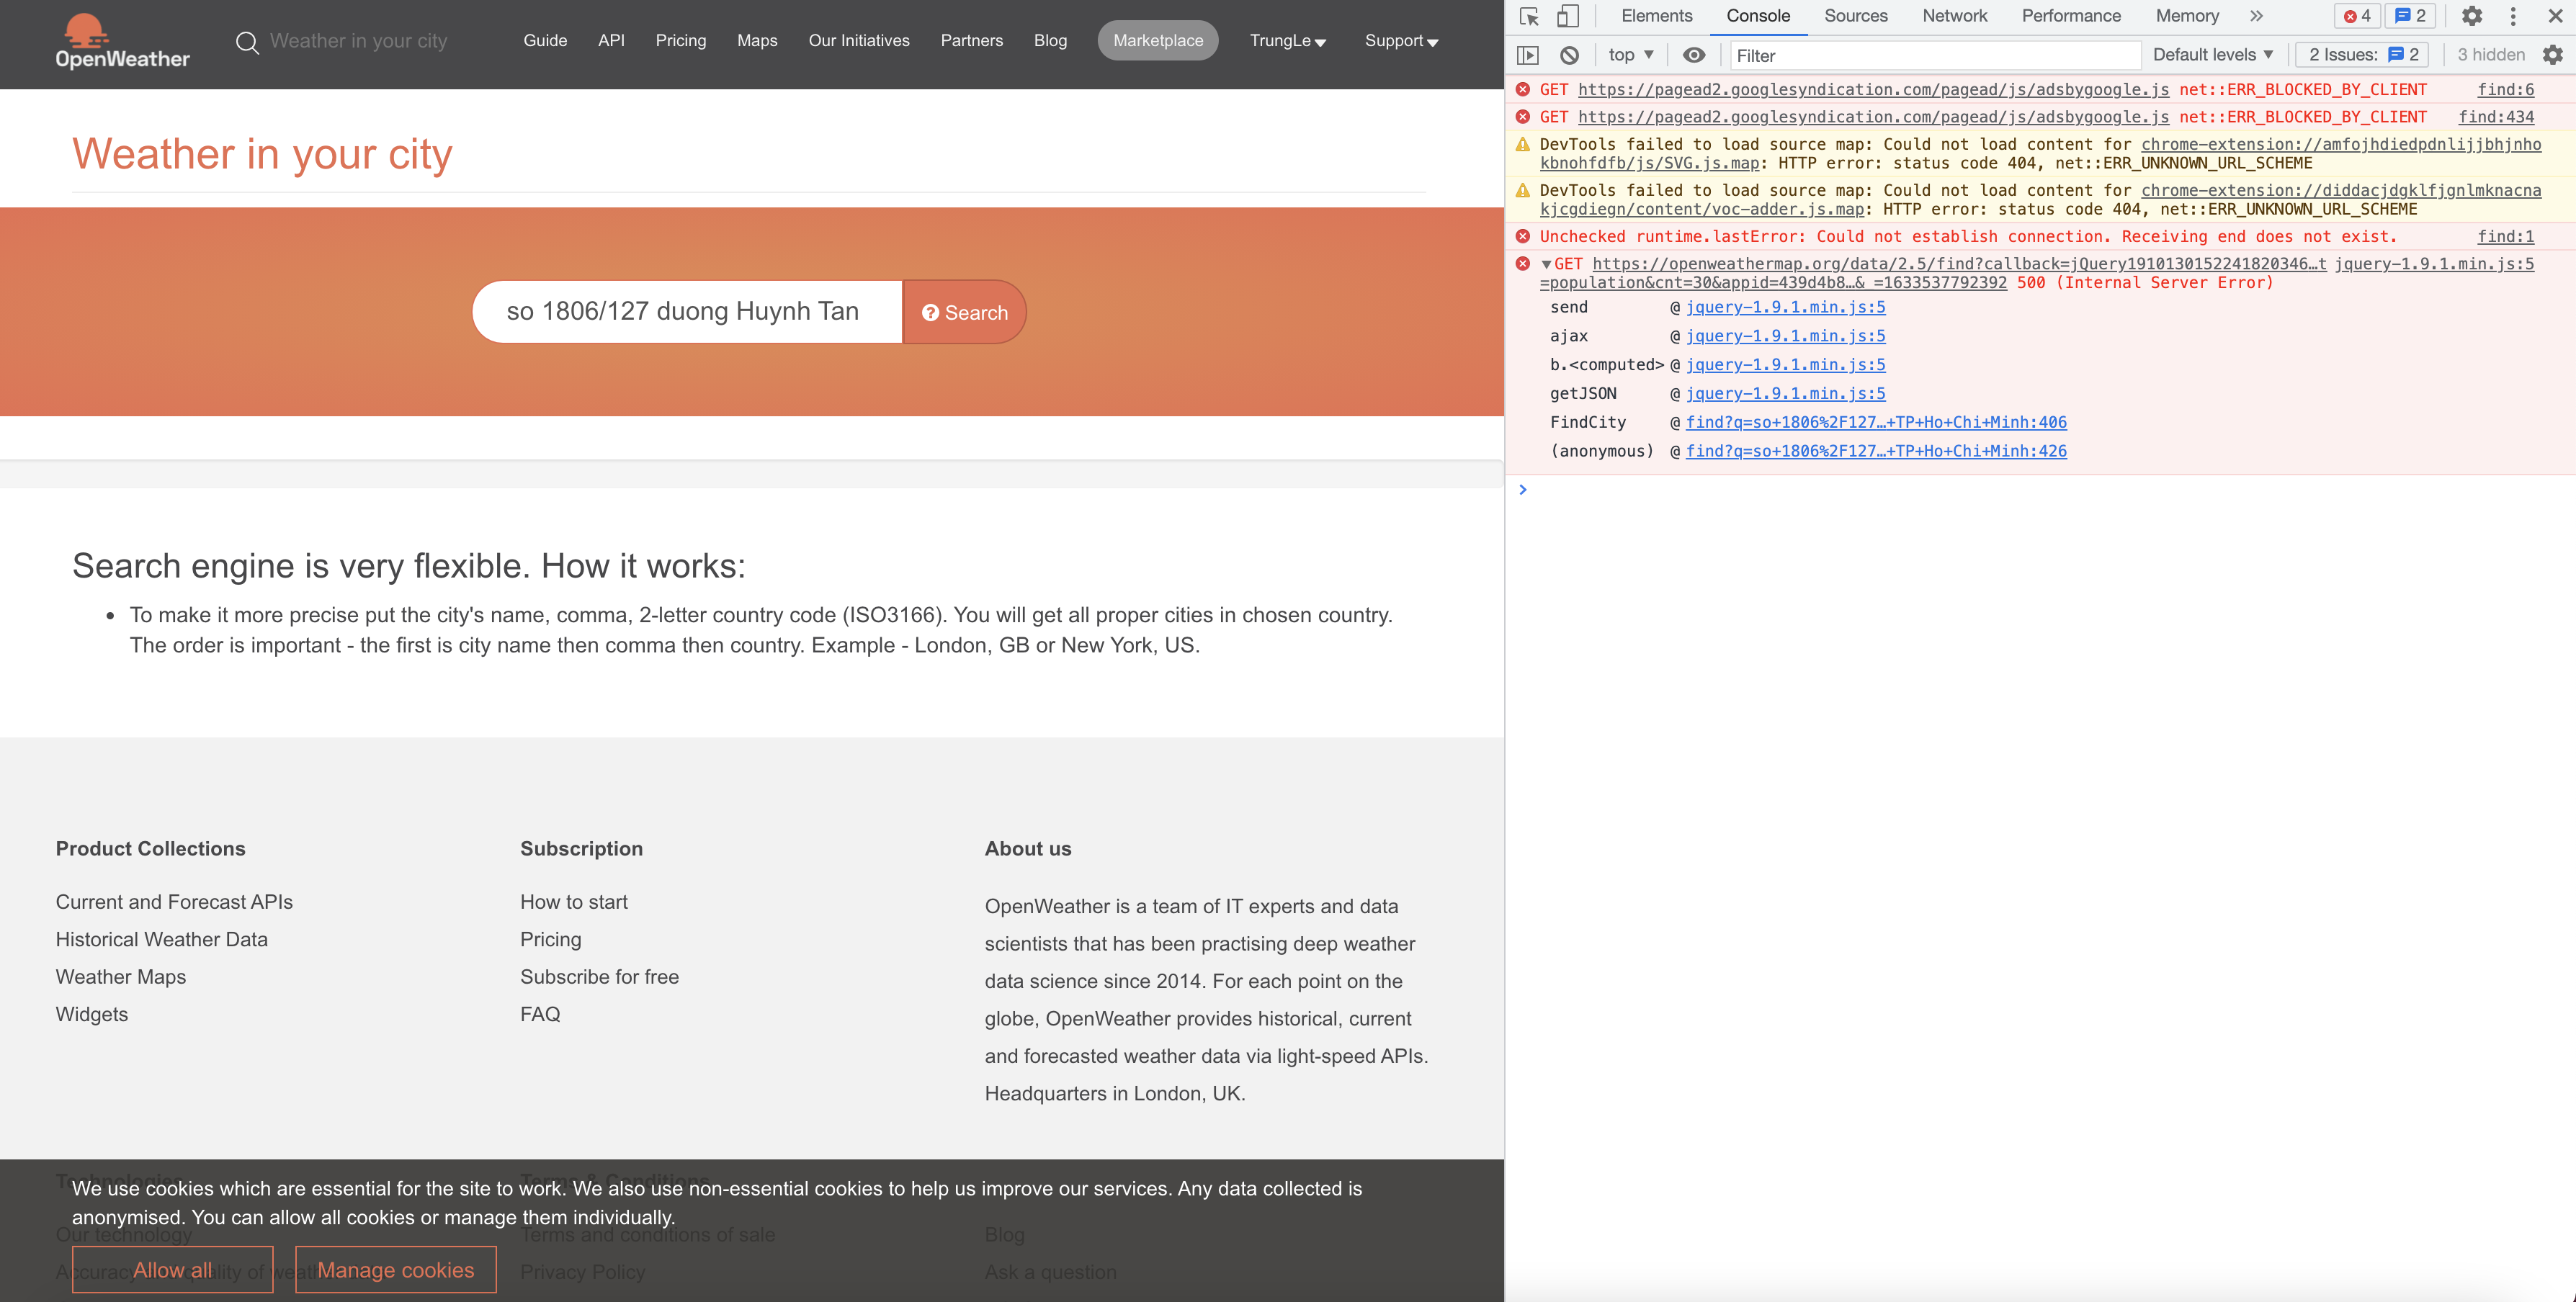 OpenWeather
Weather in your city
Guide
API
Pricing
Maps
Our Initiatives
Partners
Blog
Marketplace
TrungLe
Support
Weather in your city
so 1806/127 duong Huynh Tan
Search
Search engine is very flexible. How it works:
To make it more precise put the city's name, comma, 2-letter country code (ISO3166). You will get all proper cities in chosen country.
The order is important - the first is city name then comma then country. Example - London, GB or New York, US.
Product Collections
Current and Forecast APIs
Historical Weather Data
Weather Maps
Widgets
Subscription
How to start
Pricing
Subscribe for free
FAQ
About us
OpenWeather is a team of IT experts and data
scientists that has been practising deep weather
data science since 2014. For each point on the
globe, OpenWeather provides historical, current
and forecasted weather data via light-speed APIs.
Headquarters in London, UK.
We use cookies which are essential for the site to work. We also use non-essential cookies to help us improve our services. Any data collected is
anonymised. You can allow all cookies or manage them individually.
Our technology
Terms and conditions of sale
Blog
Allow all
Manage cookies
Privacy Policy
Ask a question
Elements
Console
Sources
Network
Performance
Memory
4
2
top
Filter
Default levels
2 Issues: 2
3 hidden
GET https://pagead2.googlesyndication.com/pagead/js/adsbygoogle.js net::ERR_BLOCKED_BY_CLIENT find:6
GET https://pagead2.googlesyndication.com/pagead/js/adsbygoogle.js net::ERR_BLOCKED_BY_CLIENT find:434
DevTools failed to load source map: Could not load content for chrome-extension://amfojhdiedpdnlijjbhjnho
kbnohfdfb/js/SVG.js.map: HTTP error: status code 404, net::ERR_UNKNOWN_URL_SCHEME
DevTools failed to load source map: Could not load content for chrome-extension://diddacjdgklfjgnlmknacna
kjcgdiegn/content/voc-adder.js.map: HTTP error: status code 404, net::ERR_UNKNOWN_URL_SCHEME
Unchecked runtime.lastError: Could not establish connection. Receiving end does not exist. find:1
GET https://openweathermap.org/data/2.5/find?callback=jQuery19101301522418203​46…t jquery-1.9.1.min.js:5
=population&cnt=30&appid=439d4b8…&_=1633537792392 500 (Internal Server Error)
send @ jquery-1.9.1.min.js:5
ajax @ jquery-1.9.1.min.js:5
b.<computed> @ jquery-1.9.1.min.js:5
getJSON @ jquery-1.9.1.min.js:5
FindCity @ find?q=so+1806%2F127…+TP+Ho+Chi+Minh:406
(anonymous) @ find?q=so+1806%2F127…+TP+Ho+Chi+Minh:426